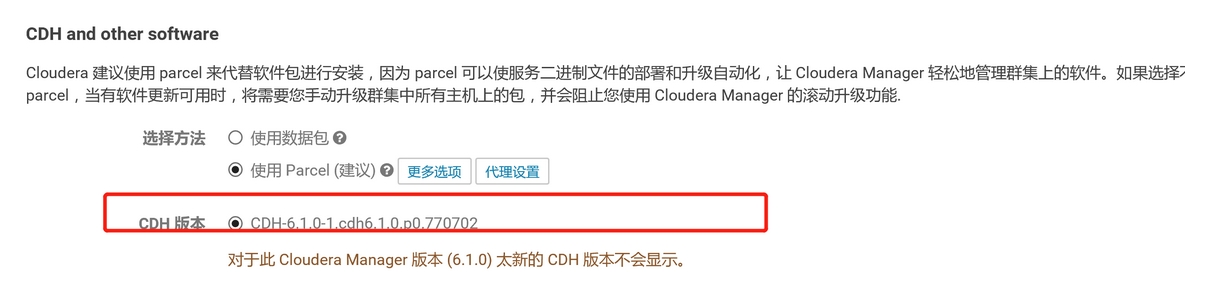 CDH and other software
Cloudera 建议使用 parcel 来代替软件包进行安装，因为 parcel 可以使服务二进制文件的部署和升级自动化，让 Cloudera Manager 轻松地管理群集上的软件。如果选择
parcel，当有软件更新可用时，将需要您手动升级群集中所有主机上的包，并会阻止您使用 Cloudera Manager 的滚动升级功能.
选择方法 使用数据包
使用 Parcel (建议) 更多选项 代理设置
CDH 版本 CDH-6.1.0-1.cdh6.1.0.p0.770702
对于此 Cloudera Manager 版本 (6.1.0) 太新的 CDH 版本不会显示。